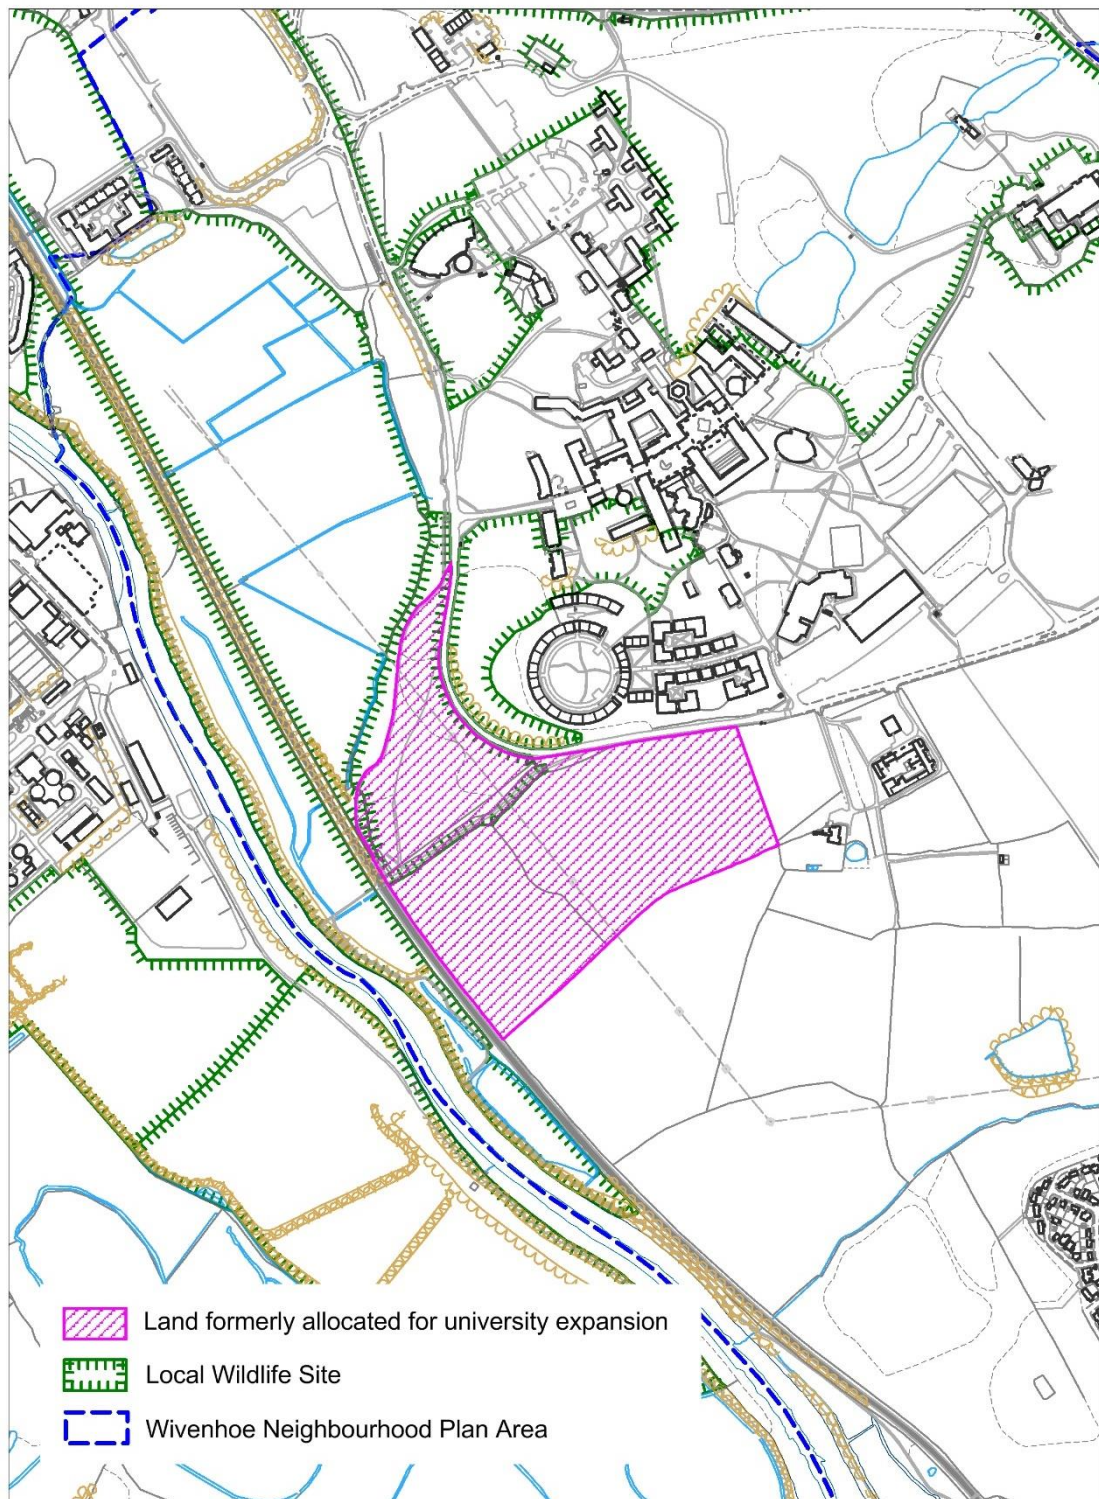 Land formerly allocated for university expansion
Local Wildlife Site
Wivenhoe Neighbourhood Plan Area